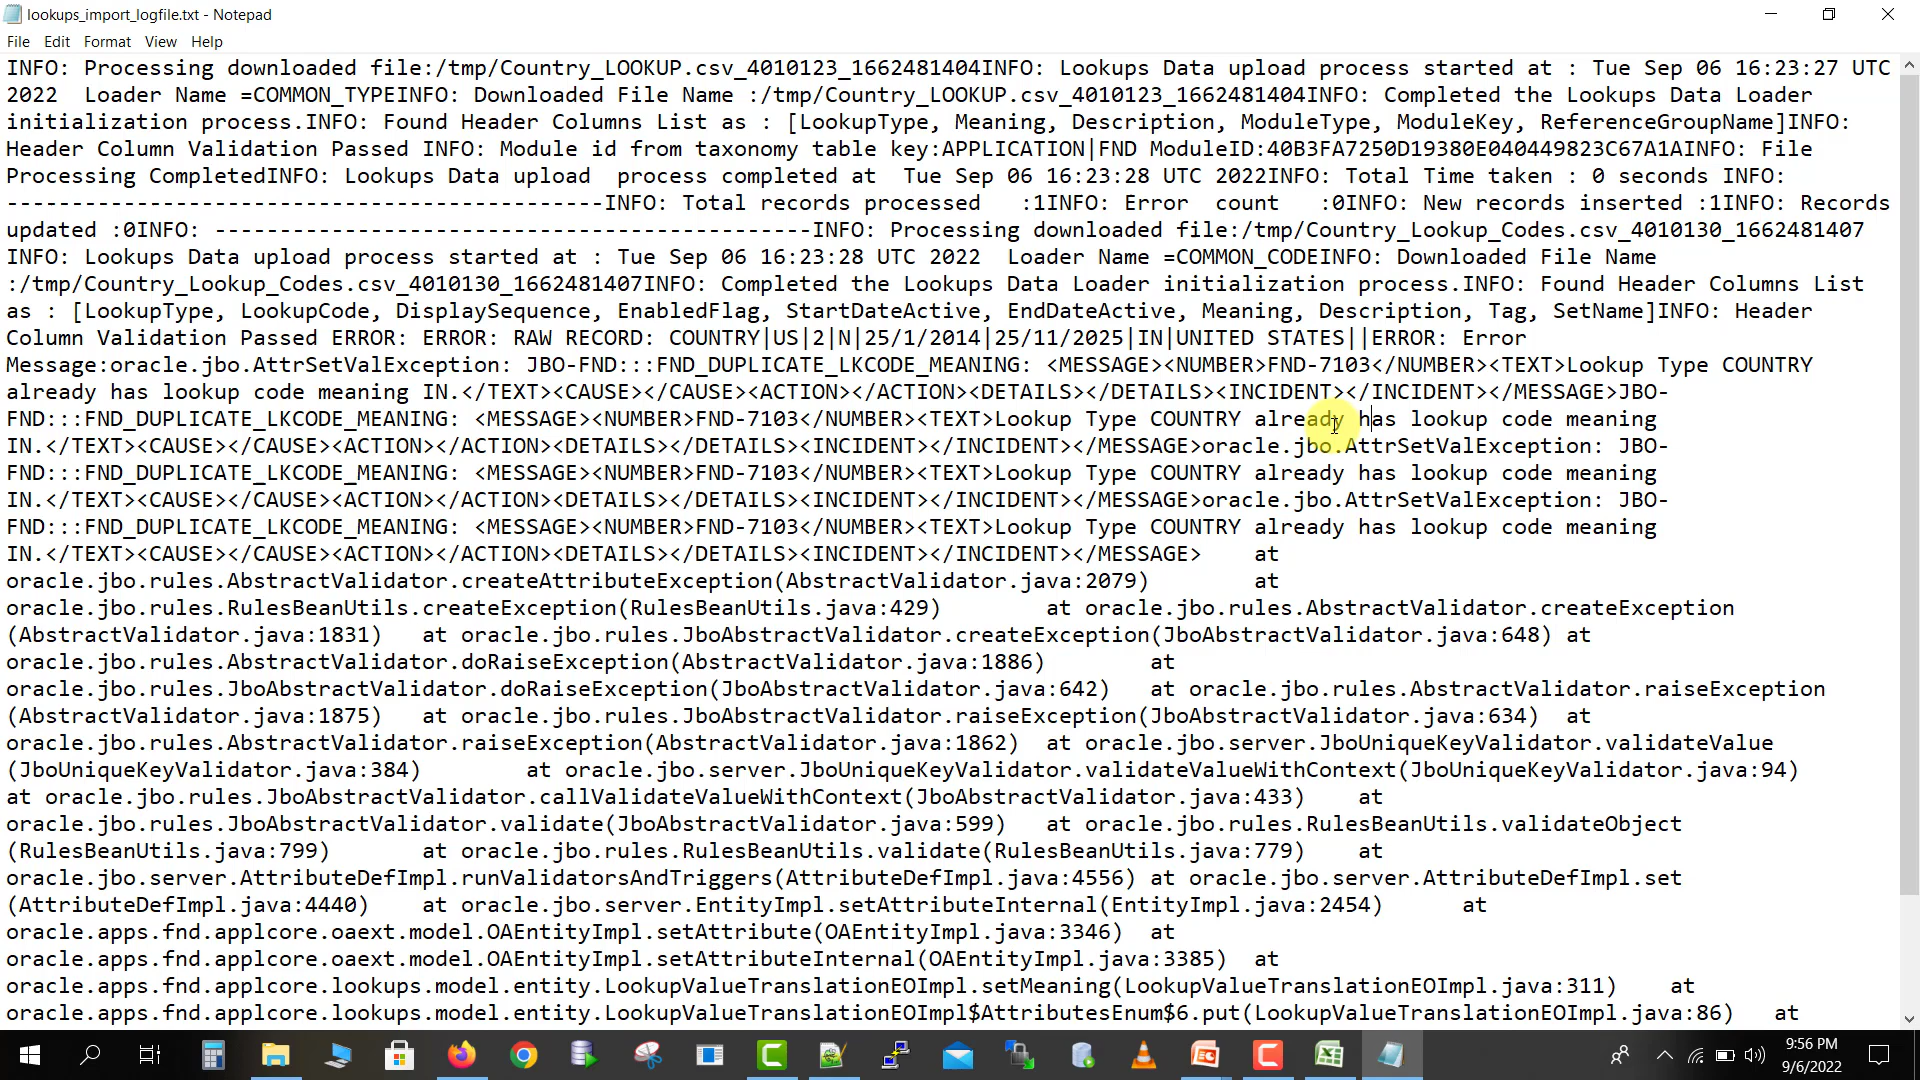 lookups_import_logfile.txt - Notepad
File Edit Format View Help
INFO: Processing downloaded file:/tmp/Country_LOOKUP.csv_4010123_1662481404INFO: Lookups Data upload process started at : Tue Sep 06 16:23:27 UTC
2022  Loader Name =COMMON_TYPEINFO: Downloaded File Name :/tmp/Country_LOOKUP.csv_4010123_1662481404INFO: Completed the Lookups Data Loader
initialization process.INFO: Found Header Columns List as : [LookupType, Meaning, Description, ModuleType, ModuleKey, ReferenceGroupName]INFO:
Header Column Validation Passed INFO: Module id from taxonomy table key:APPLICATION|FND ModuleID:40B3FA7250D19380E040449823C67A1AINFO: File
Processing CompletedINFO: Lookups Data upload  process completed at  Tue Sep 06 16:23:28 UTC 2022INFO: Total Time taken : 0 seconds INFO:
----------------------------------------------INFO: Total records processed   :1INFO: Error  count   :0INFO: New records inserted :1INFO: Records
updated :0INFO: ----------------------------------------------INFO: Processing downloaded file:/tmp/Country_Lookup_Codes.csv_4010130_1662481407
INFO: Lookups Data upload process started at : Tue Sep 06 16:23:28 UTC 2022  Loader Name =COMMON_CODEINFO: Downloaded File Name
:/tmp/Country_Lookup_Codes.csv_4010130_1662481407INFO: Completed the Lookups Data Loader initialization process.INFO: Found Header Columns List
as : [LookupType, LookupCode, DisplaySequence, EnabledFlag, StartDateActive, EndDateActive, Meaning, Description, Tag, SetName]INFO: Header
Column Validation Passed ERROR: ERROR: RAW RECORD: COUNTRY|US|2|N|25/1/2014|25/11/2025|IN|UNITED STATES||ERROR: Error
Message:oracle.jbo.AttrSetValException: JBO-FND:::FND_DUPLICATE_LKCODE_MEANING: <MESSAGE><NUMBER>FND-7103</NUMBER><TEXT>Lookup Type COUNTRY
already has lookup code meaning IN.</TEXT><CAUSE></CAUSE><ACTION></ACTION><DETAILS></DETAILS><INCIDENT></INCIDENT></MESSAGE>JBO-
FND:::FND_DUPLICATE_LKCODE_MEANING: <MESSAGE><NUMBER>FND-7103</NUMBER><TEXT>Lookup Type COUNTRY already has lookup code meaning
IN.</TEXT><CAUSE></CAUSE><ACTION></ACTION><DETAILS></DETAILS><INCIDENT></INCIDENT></MESSAGE>oracle.jbo.AttrSetValException: JBO-
FND:::FND_DUPLICATE_LKCODE_MEANING: <MESSAGE><NUMBER>FND-7103</NUMBER><TEXT>Lookup Type COUNTRY already has lookup code meaning
IN.</TEXT><CAUSE></CAUSE><ACTION></ACTION><DETAILS></DETAILS><INCIDENT></INCIDENT></MESSAGE>oracle.jbo.AttrSetValException: JBO-
FND:::FND_DUPLICATE_LKCODE_MEANING: <MESSAGE><NUMBER>FND-7103</NUMBER><TEXT>Lookup Type COUNTRY already has lookup code meaning
IN.</TEXT><CAUSE></CAUSE><ACTION></ACTION><DETAILS></DETAILS><INCIDENT></INCIDENT></MESSAGE>    at
oracle.jbo.rules.AbstractValidator.createAttributeException(AbstractValidator.java:2079)        at
oracle.jbo.rules.RulesBeanUtils.createException(RulesBeanUtils.java:429)        at oracle.jbo.rules.AbstractValidator.createException
(AbstractValidator.java:1831)   at oracle.jbo.rules.JboAbstractValidator.createException(JboAbstractValidator.java:648) at
oracle.jbo.rules.AbstractValidator.doRaiseException(AbstractValidator.java:1886)        at
oracle.jbo.rules.JboAbstractValidator.doRaiseException(JboAbstractValidator.java:642)   at oracle.jbo.rules.AbstractValidator.raiseException
(AbstractValidator.java:1875)   at oracle.jbo.rules.JboAbstractValidator.raiseException(JboAbstractValidator.java:634)  at
oracle.jbo.rules.AbstractValidator.raiseException(AbstractValidator.java:1862)  at oracle.jbo.server.JboUniqueKeyValidator.validateValue
(JboUniqueKeyValidator.java:384)        at oracle.jbo.server.JboUniqueKeyValidator.validateValueWithContext(JboUniqueKeyValidator.java:94)
at oracle.jbo.rules.JboAbstractValidator.callValidateValueWithContext(JboAbstractValidator.java:433)    at
oracle.jbo.rules.JboAbstractValidator.validate(JboAbstractValidator.java:599)   at oracle.jbo.rules.RulesBeanUtils.validateObject
(RulesBeanUtils.java:799)       at oracle.jbo.rules.RulesBeanUtils.validate(RulesBeanUtils.java:779)    at
oracle.jbo.server.AttributeDefImpl.runValidatorsAndTriggers(AttributeDefImpl.java:4556) at oracle.jbo.server.AttributeDefImpl.set
(AttributeDefImpl.java:4440)    at oracle.jbo.server.EntityImpl.setAttributeInternal(EntityImpl.java:2454)      at
oracle.apps.fnd.applcore.oaext.model.OAEntityImpl.setAttribute(OAEntityImpl.java:3346)  at
oracle.apps.fnd.applcore.oaext.model.OAEntityImpl.setAttributeInternal(OAEntityImpl.java:3385)  at
oracle.apps.fnd.applcore.lookups.model.entity.LookupValueTranslationEOImpl.setMeaning(LookupValueTranslationEOImpl.java:311)    at
oracle.apps.fnd.applcore.lookups.model.entity.LookupValueTranslationEOImpl$AttributesEnum$6.put(LookupValueTranslationEOImpl.java:86)   at
9:56 PM
9/6/2022